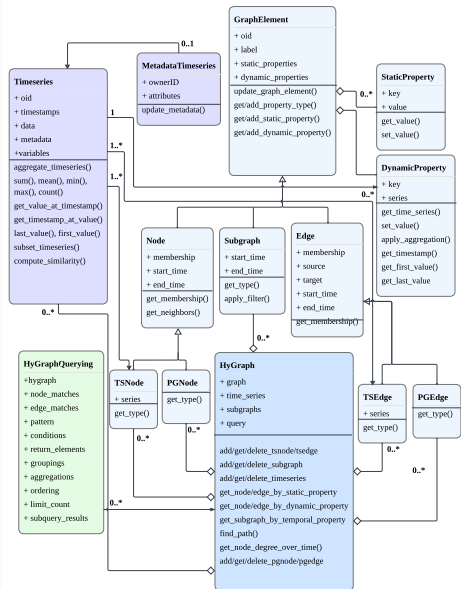 GraphElement
+ oid
+ label
+ static_properties
+ dynamic_properties
update_graph_element()
get/add_property_type()
get/add_static_property()
get/add_dynamic_property()
0..1
MetadataTimeseries
+ ownerID
+ attributes
update_metadata()
Timeseries
+ oid
+ timestamps
+ data
+ metadata
+variables
aggregate_timeseries()
sum(), mean(), min(),
max(), count()
get_value_at_timestamp()
get_timestamp_at_value()
last_value(), first_value()
subset_timeseries()
compute_similarity()
1
1..*
1..*
0..*
StaticProperty
+ key
+ value
get_value()
set_value()
0..*
DynamicProperty
+ key
+ series
get_time_series()
set_value()
apply_aggregation()
get_timestamp()
get_first_value()
get_last_value
0..*
Node
+ membership
+ start_time
+ end_time
get_membership()
get_neighbors()
Subgraph
+ start_time
+ end_time
get_type()
apply_filter()
0..*
Edge
+ membership
+ source
+ target
+ start_time
+ end_time
get_membership()
HyGraphQuerying
+hygraph
+ node_matches
+ edge_matches
+ pattern
+ conditions
+ return_elements
+ groupings
+ aggregations
+ ordering
+ limit_count
+ subquery_results
0..*
TSNode
+ series
get_type()
0..*
PGNode
get_type()
0..*
HyGraph
+ graph
+ time_series
+ subgraphs
+ query
add/get/delete_tsnode/tsedge
add/get/delete_subgraph
add/get/delete_timeseries
get_node/edge_by_static_property
get_node/edge_by_dynamic_property
get_subgraph_by_temporal_property
find_path()
get_node_degree_over_time()
add/get/delete_pgnode/pgedge
TSEdge
+ series
get_type()
0..*
PGEdge
get_type()
0..*